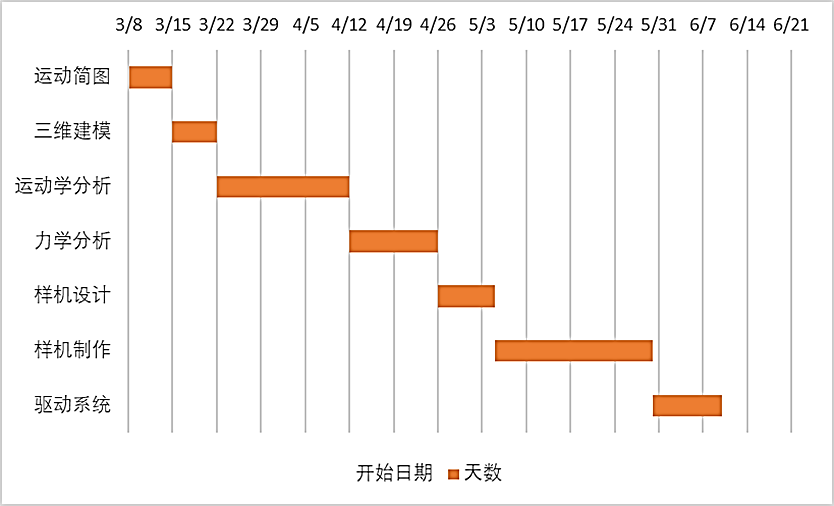 3/8 3/15 3/22 3/29 4/5 4/12 4/19 4/26 5/3 5/10 5/17 5/24 5/31 6/7 6/14 6/21
运动简图
三维建模
运动学分析
力学分析
样机设计
样机制作
驱动系统
开始日期 天数